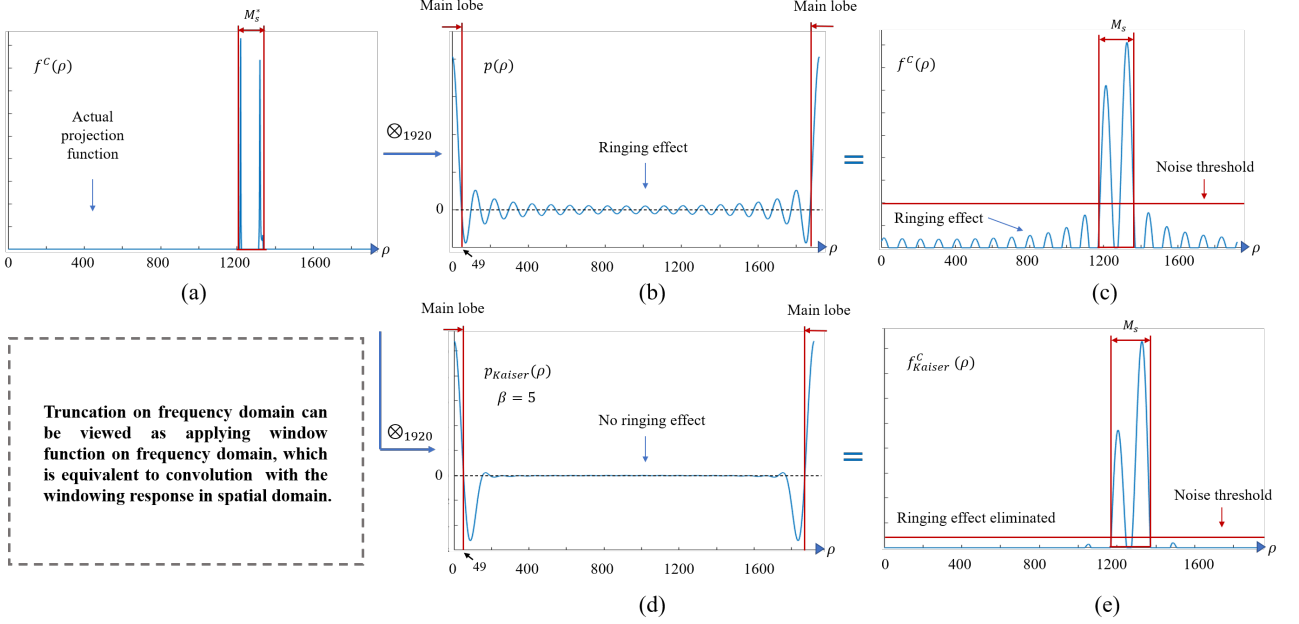 M_s^*
f^C(ρ)
Actual
projection
function
0 400 800 1200 1600 ρ
(a)
⊗1920
Main lobe Main lobe
p(ρ)
Ringing effect
0
0 400 800 1200 1600 ρ
49
(b)
=
M_s
f^C(ρ)
Noise threshold
Ringing effect
0 400 800 1200 1600 ρ
(c)
Truncation on frequency domain can
be viewed as applying window
function on frequency domain, which
is equivalent to convolution with the
windowing response in spatial domain.
⊗1920
Main lobe Main lobe
p_Kaiser(ρ)
β = 5
No ringing effect
0
0 400 800 1200 1600 ρ
49
(d)
=
M_s
f^C_Kaiser (ρ)
Noise threshold
Ringing effect eliminated
0 400 800 1200 1600 ρ
(e)